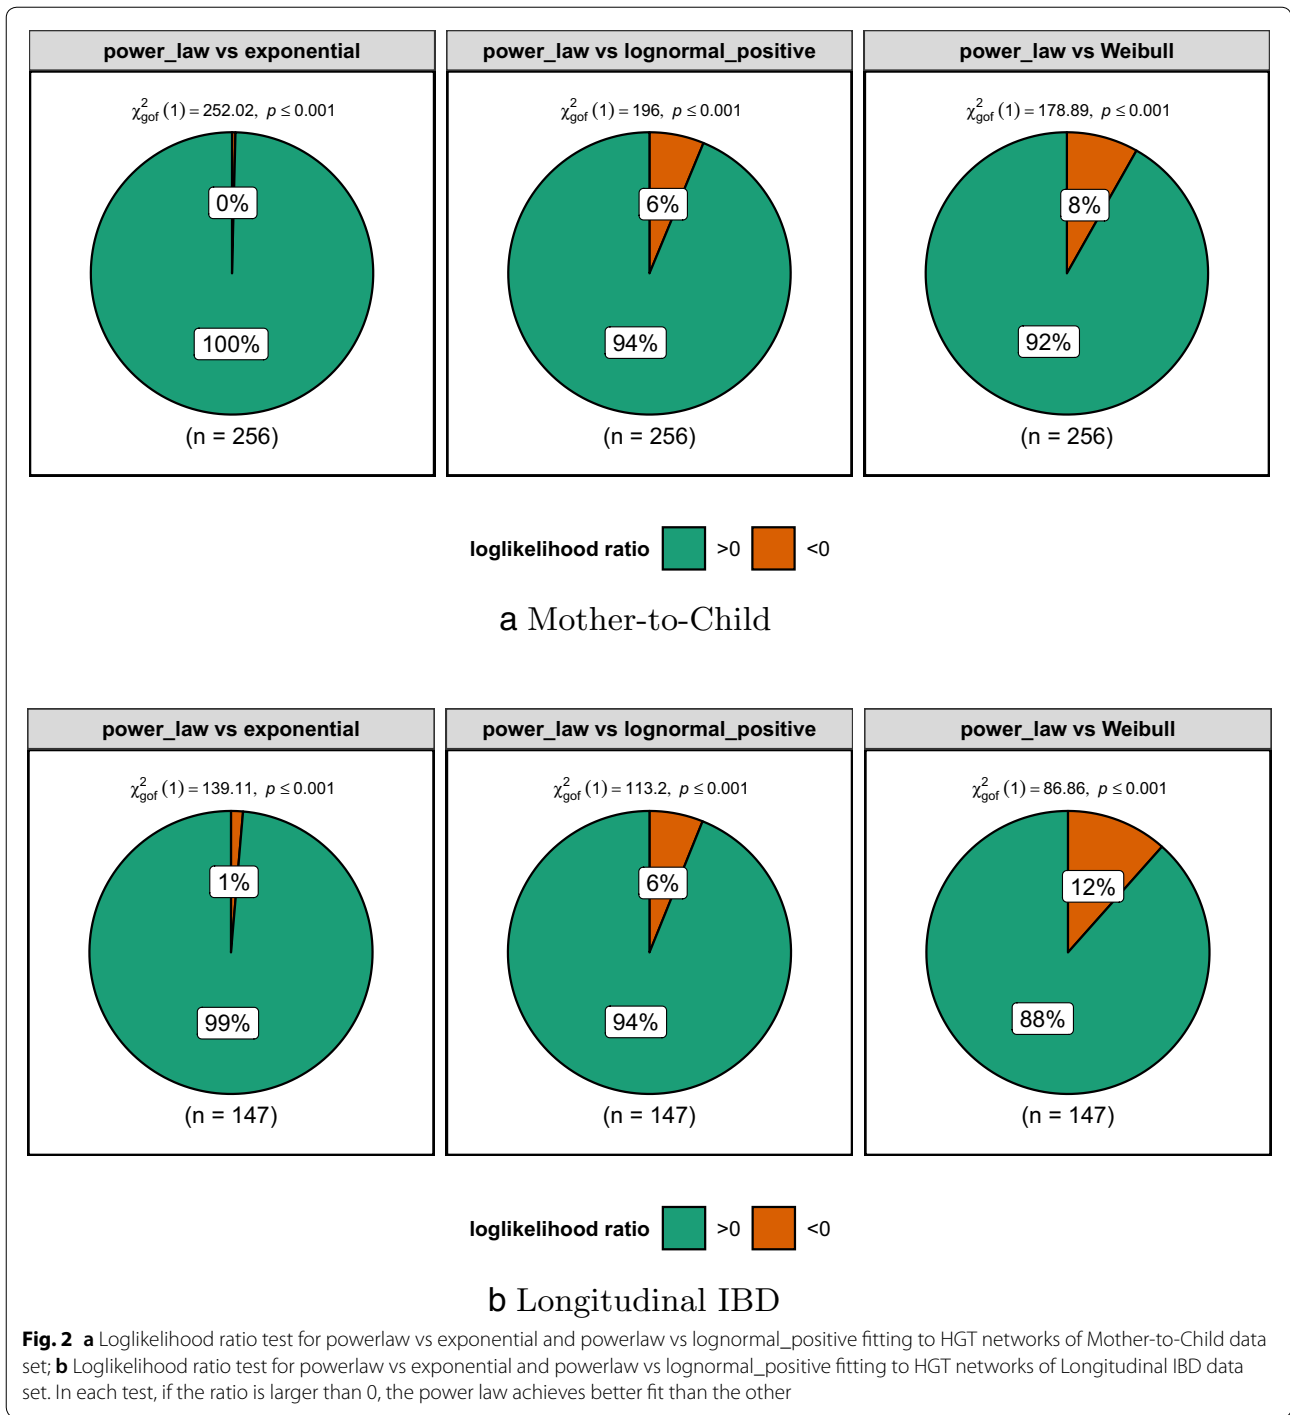 power_law vs exponential
power_law vs lognormal_positive
power_law vs Weibull
χ²gof (1) = 252.02, p ≤ 0.001
χ²gof (1) = 196, p ≤ 0.001
χ²gof (1) = 178.89, p ≤ 0.001
0%
6%
8%
100%
94%
92%
(n = 256)
(n = 256)
(n = 256)
loglikelihood ratio >0 <0
a Mother-to-Child
power_law vs exponential
power_law vs lognormal_positive
power_law vs Weibull
χ²gof (1) = 139.11, p ≤ 0.001
χ²gof (1) = 113.2, p ≤ 0.001
χ²gof (1) = 86.86, p ≤ 0.001
1%
6%
12%
99%
94%
88%
(n = 147)
(n = 147)
(n = 147)
loglikelihood ratio >0 <0
b Longitudinal IBD
Fig. 2 a Loglikelihood ratio test for powerlaw vs exponential and powerlaw vs lognormal_positive fitting to HGT networks of Mother-to-Child data
set; b Loglikelihood ratio test for powerlaw vs exponential and powerlaw vs lognormal_positive fitting to HGT networks of Longitudinal IBD data
set. In each test, if the ratio is larger than 0, the power law achieves better fit than the other